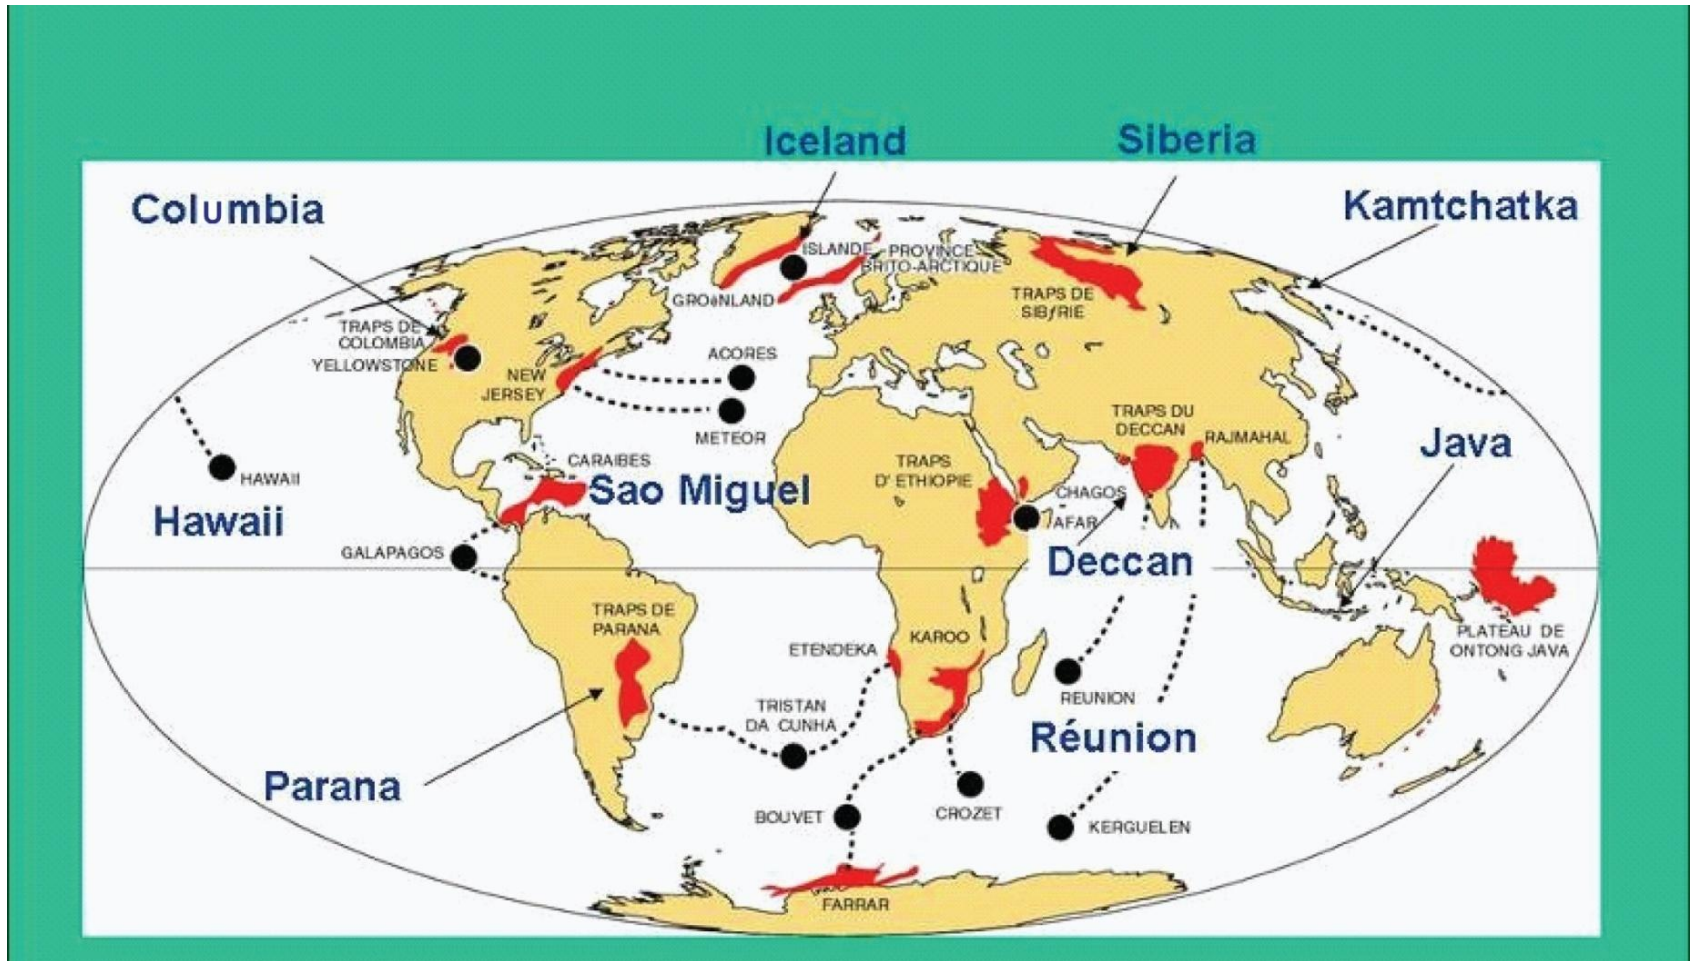 Iceland
Siberia
Columbia
Kamtchatka
ISLANDE
PROVINCE
BRITO-ARCTIQUE
GROëNLAND
TRAPS DE
SIBƒRIE
TRAPS DE
COLOMBIA
YELLOWSTONE
NEW
JERSEY
ACORES
METEOR
TRAPS DU
DECCAN
RAJMAHAL
Java
HAWAII
Hawaii
CARAIBES
Sao Miguel
TRAPS
D' ETHIOPIE
CHAGOS
AFAR
GALAPAGOS
Deccan
TRAPS DE
PARANA
ETENDEKA
KAROO
PLATEAU DE
ONTONG JAVA
REUNION
TRISTAN
DA CUNHA
Réunion
Parana
BOUVET
CROZET
KERGUELEN
FARRAR